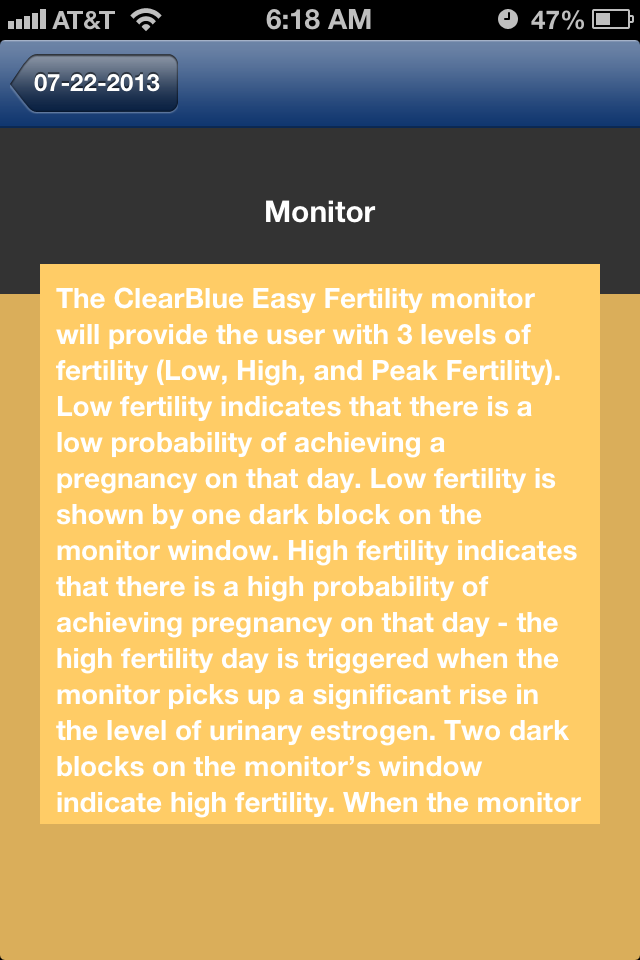 AT&T 6:18 AM 47%
07-22-2013
Monitor
The ClearBlue Easy Fertility monitor
will provide the user with 3 levels of
fertility (Low, High, and Peak Fertility).
Low fertility indicates that there is a
low probability of achieving a
pregnancy on that day. Low fertility is
shown by one dark block on the
monitor window. High fertility indicates
that there is a high probability of
achieving pregnancy on that day - the
high fertility day is triggered when the
monitor picks up a significant rise in
the level of urinary estrogen. Two dark
blocks on the monitor’s window
indicate high fertility. When the monitor